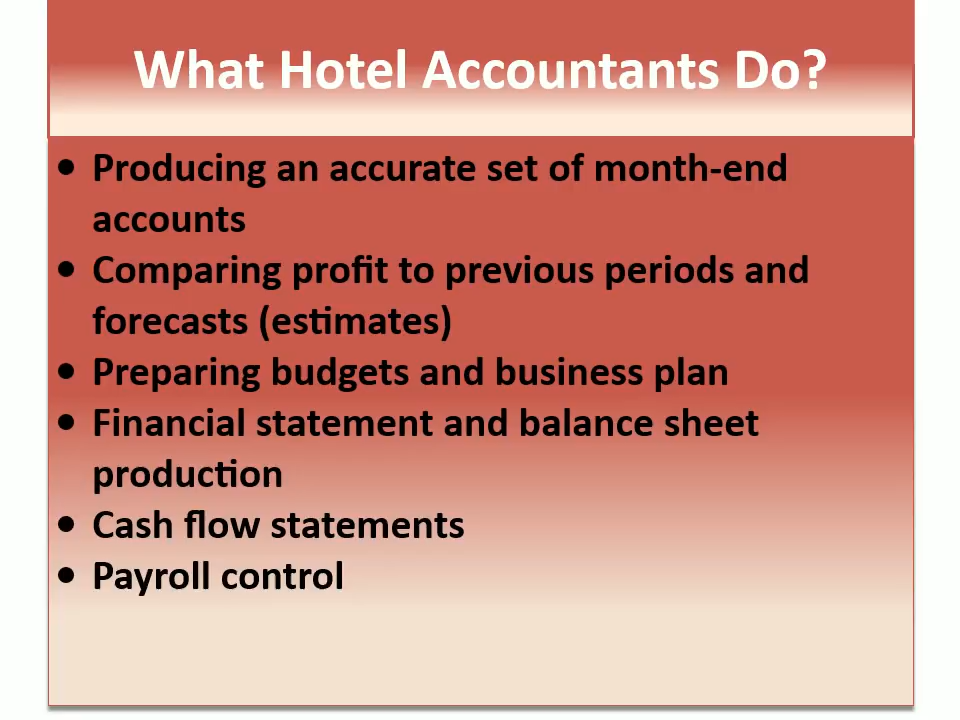 What Hotel Accountants Do?
• Producing an accurate set of month-end
accounts
• Comparing profit to previous periods and
forecasts (estimates)
• Preparing budgets and business plan
• Financial statement and balance sheet
production
• Cash flow statements
• Payroll control